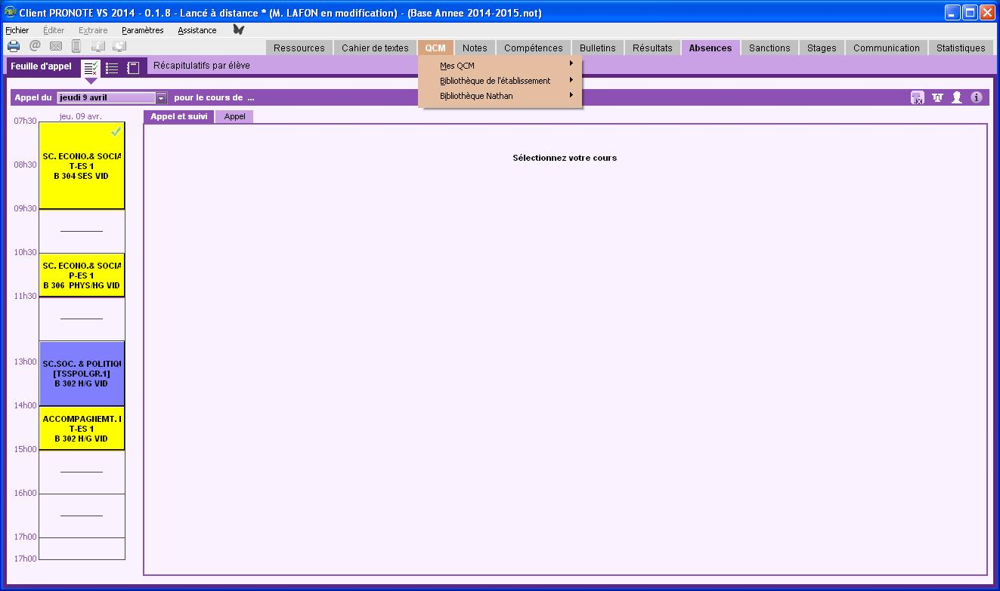 Client PRONOTE VS 2014 - 0.1.8 - Lancé à distance * (M. LAFON en modification) - (Base Annee 2014-2015.not)
Fichier Éditer Extraire Paramètres Assistance
Ressources Cahier de textes QCM Notes Compétences Bulletins Résultats Absences Sanctions Stages Communication Statistiques
Feuille d'appel Récapitulatifs par élève
Mes QCM
Bibliothèque de l'établissement
Bibliothèque Nathan
Appel du jeudi 9 avril pour le cours de ...
jeu. 09 avr.
Appel et suivi Appel
Sélectionnez votre cours
07h30
SC. ECONO.& SOCIA
T-ES 1
B 304 SES VID
08h30
09h30
10h30
SC. ECONO.& SOCIA
P-ES 1
B 306 PHYS/HG VID
11h30
13h00
SC.SOC. & POLITIQU
[TSSPOLGR.1]
B 302 H/G VID
14h00
ACCOMPAGNEMT. I
T-ES 1
B 302 H/G VID
15h00
16h00
17h00
17h00